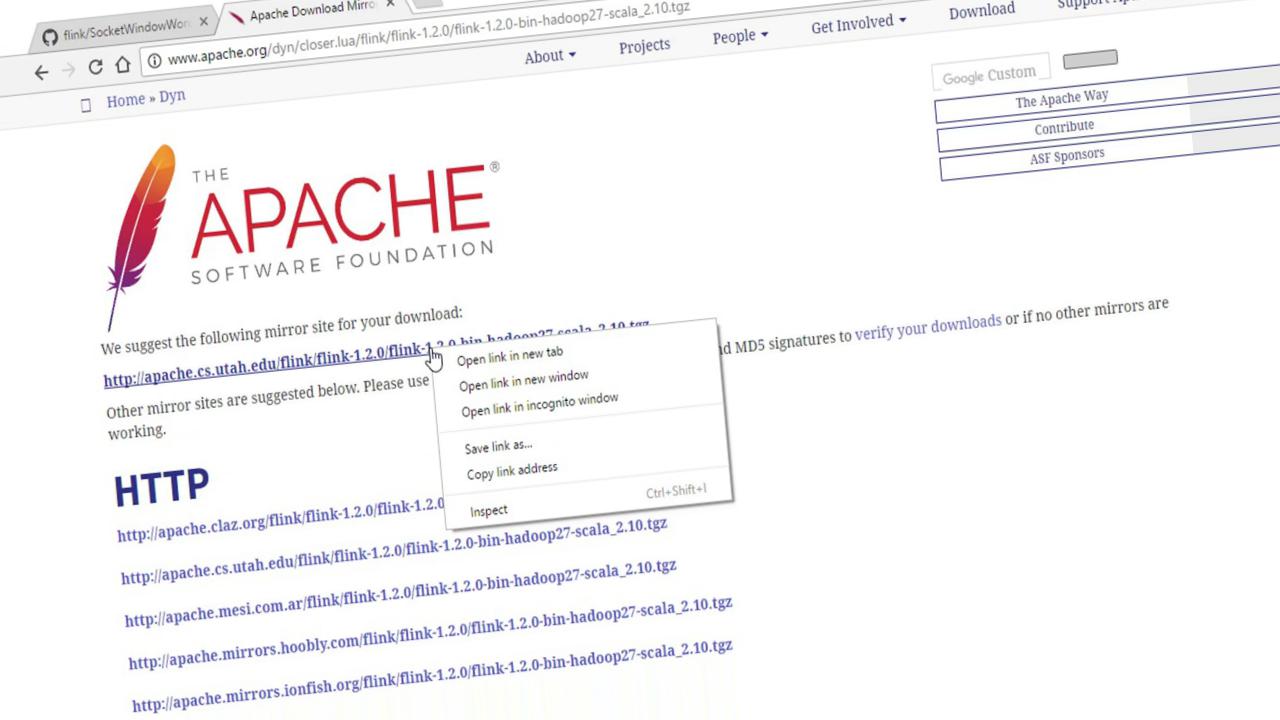 flink/SocketWindowWor
Apache Download Mirro
www.apache.org/dyn/closer.lua/flink/flink-1.2.0/flink-1.2.0-bin-hadoop27-scala_2.10.tgz
About Projects People Get Involved Download Support
Home » Dyn
Google Custom
The Apache Way
Contribute
ASF Sponsors
THE
APACHE®
SOFTWARE FOUNDATION
We suggest the following mirror site for your download:
http://apache.cs.utah.edu/flink/flink-1.2.0/flink-1.2.0-bin-hadoop27-scala_2.10.tgz
Other mirror sites are suggested below. Please use MD5 signatures to verify your downloads or if no other mirrors are
working.
Open link in new tab
Open link in new window
Open link in incognito window
Save link as...
Copy link address
Inspect Ctrl+Shift+I
HTTP
http://apache.claz.org/flink/flink-1.2.0/flink-1.2.0
http://apache.cs.utah.edu/flink/flink-1.2.0/flink-1.2.0-bin-hadoop27-scala_2.10.tgz
http://apache.mesi.com.ar/flink/flink-1.2.0/flink-1.2.0-bin-hadoop27-scala_2.10.tgz
http://apache.mirrors.hoobly.com/flink/flink-1.2.0/flink-1.2.0-bin-hadoop27-scala_2.10.tgz
http://apache.mirrors.ionfish.org/flink/flink-1.2.0/flink-1.2.0-bin-hadoop27-scala_2.10.tgz